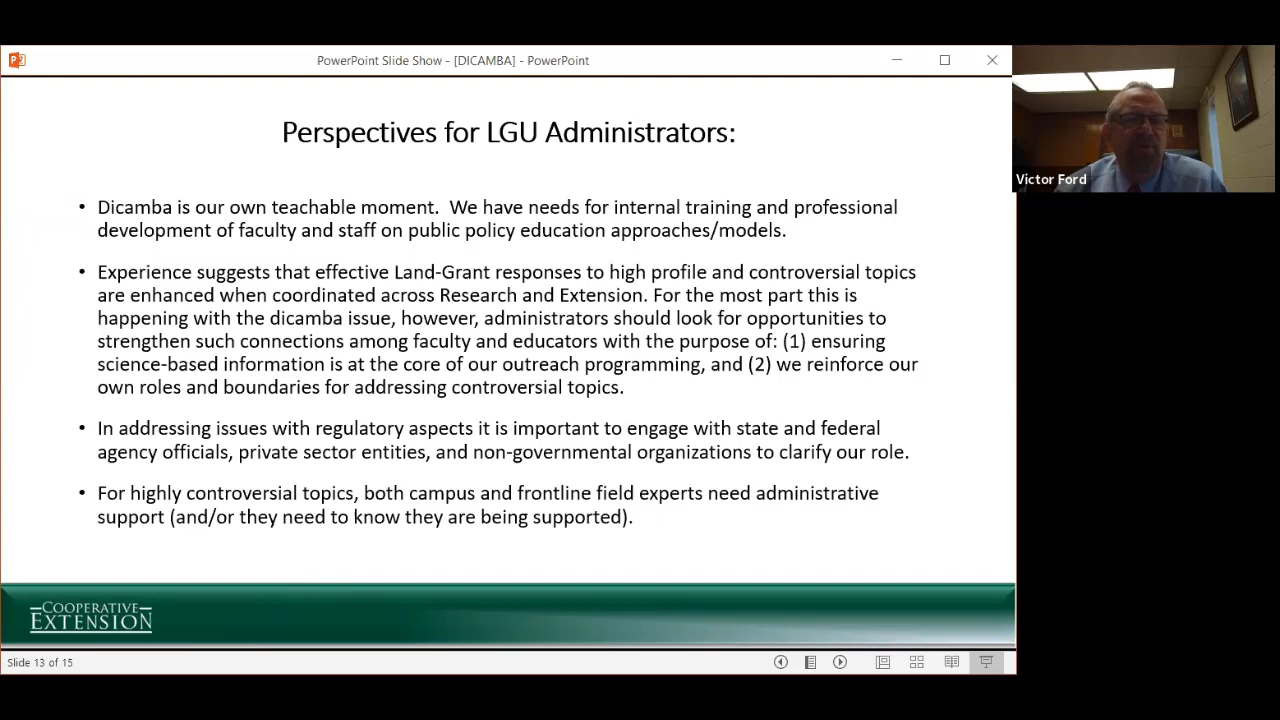 PowerPoint Slide Show - [DICAMBA] - PowerPoint
Perspectives for LGU Administrators:
Victor Ford
• Dicamba is our own teachable moment.  We have needs for internal training and professional
development of faculty and staff on public policy education approaches/models.
• Experience suggests that effective Land-Grant responses to high profile and controversial topics
are enhanced when coordinated across Research and Extension. For the most part this is
happening with the dicamba issue, however, administrators should look for opportunities to
strengthen such connections among faculty and educators with the purpose of: (1) ensuring
science-based information is at the core of our outreach programming, and (2) we reinforce our
own roles and boundaries for addressing controversial topics.
• In addressing issues with regulatory aspects it is important to engage with state and federal
agency officials, private sector entities, and non-governmental organizations to clarify our role.
• For highly controversial topics, both campus and frontline field experts need administrative
support (and/or they need to know they are being supported).
COOPERATIVE
EXTENSION
Slide 13 of 15